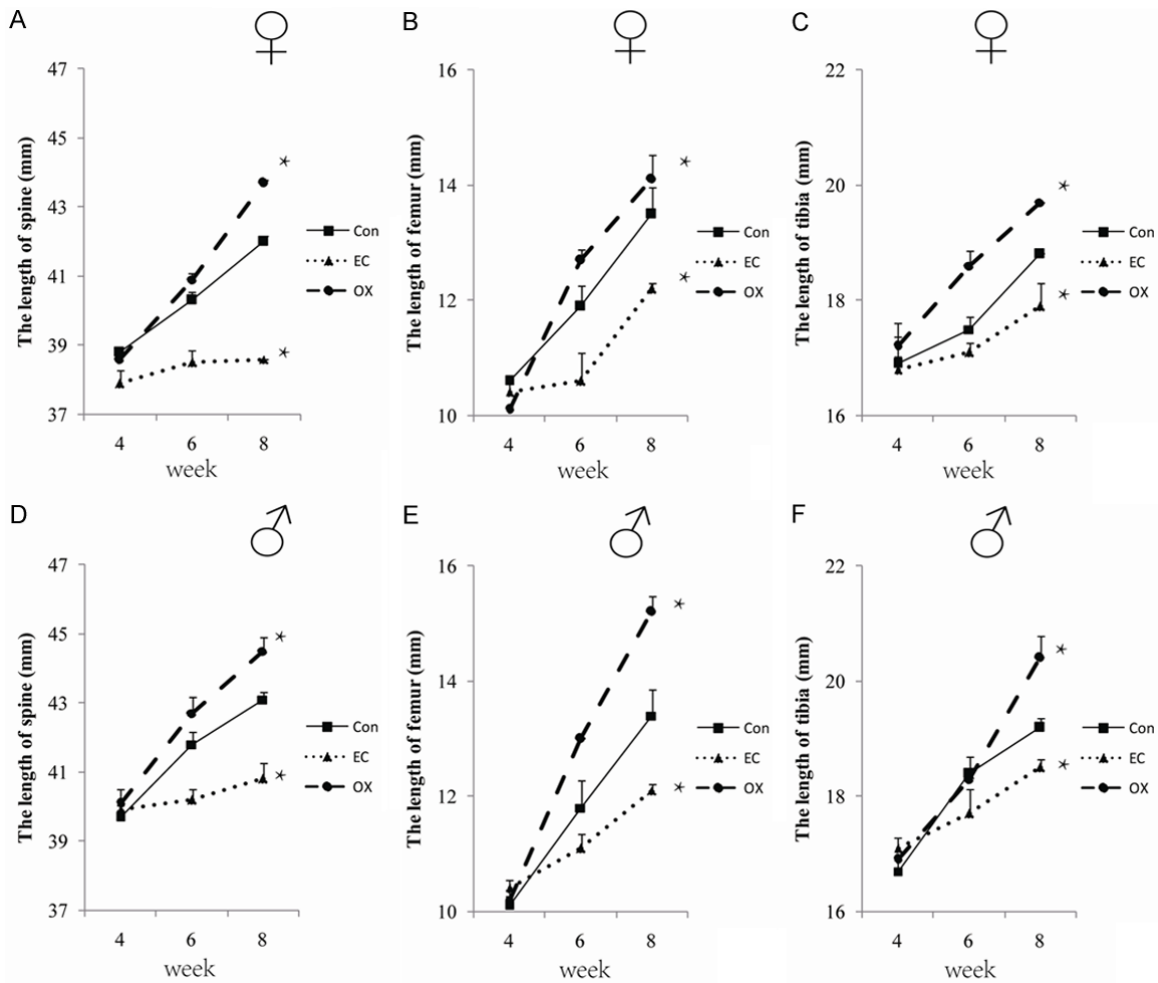 A
♀
The length of spine (mm)
47
45
43
41
39
37
4 6 8
week
*
*
Con
EC
OX
B
♀
The length of femur (mm)
16
14
12
10
4 6 8
week
*
*
Con
EC
OX
C
♀
The length of tibia (mm)
22
20
18
16
4 6 8
week
*
*
Con
EC
OX
D
♂
The length of spine (mm)
47
45
43
41
39
37
4 6 8
week
*
*
Con
EC
OX
E
♂
The length of femur (mm)
16
14
12
10
4 6 8
week
*
*
Con
EC
OX
F
♂
The length of tibia (mm)
22
20
18
16
4 6 8
week
*
*
Con
EC
OX